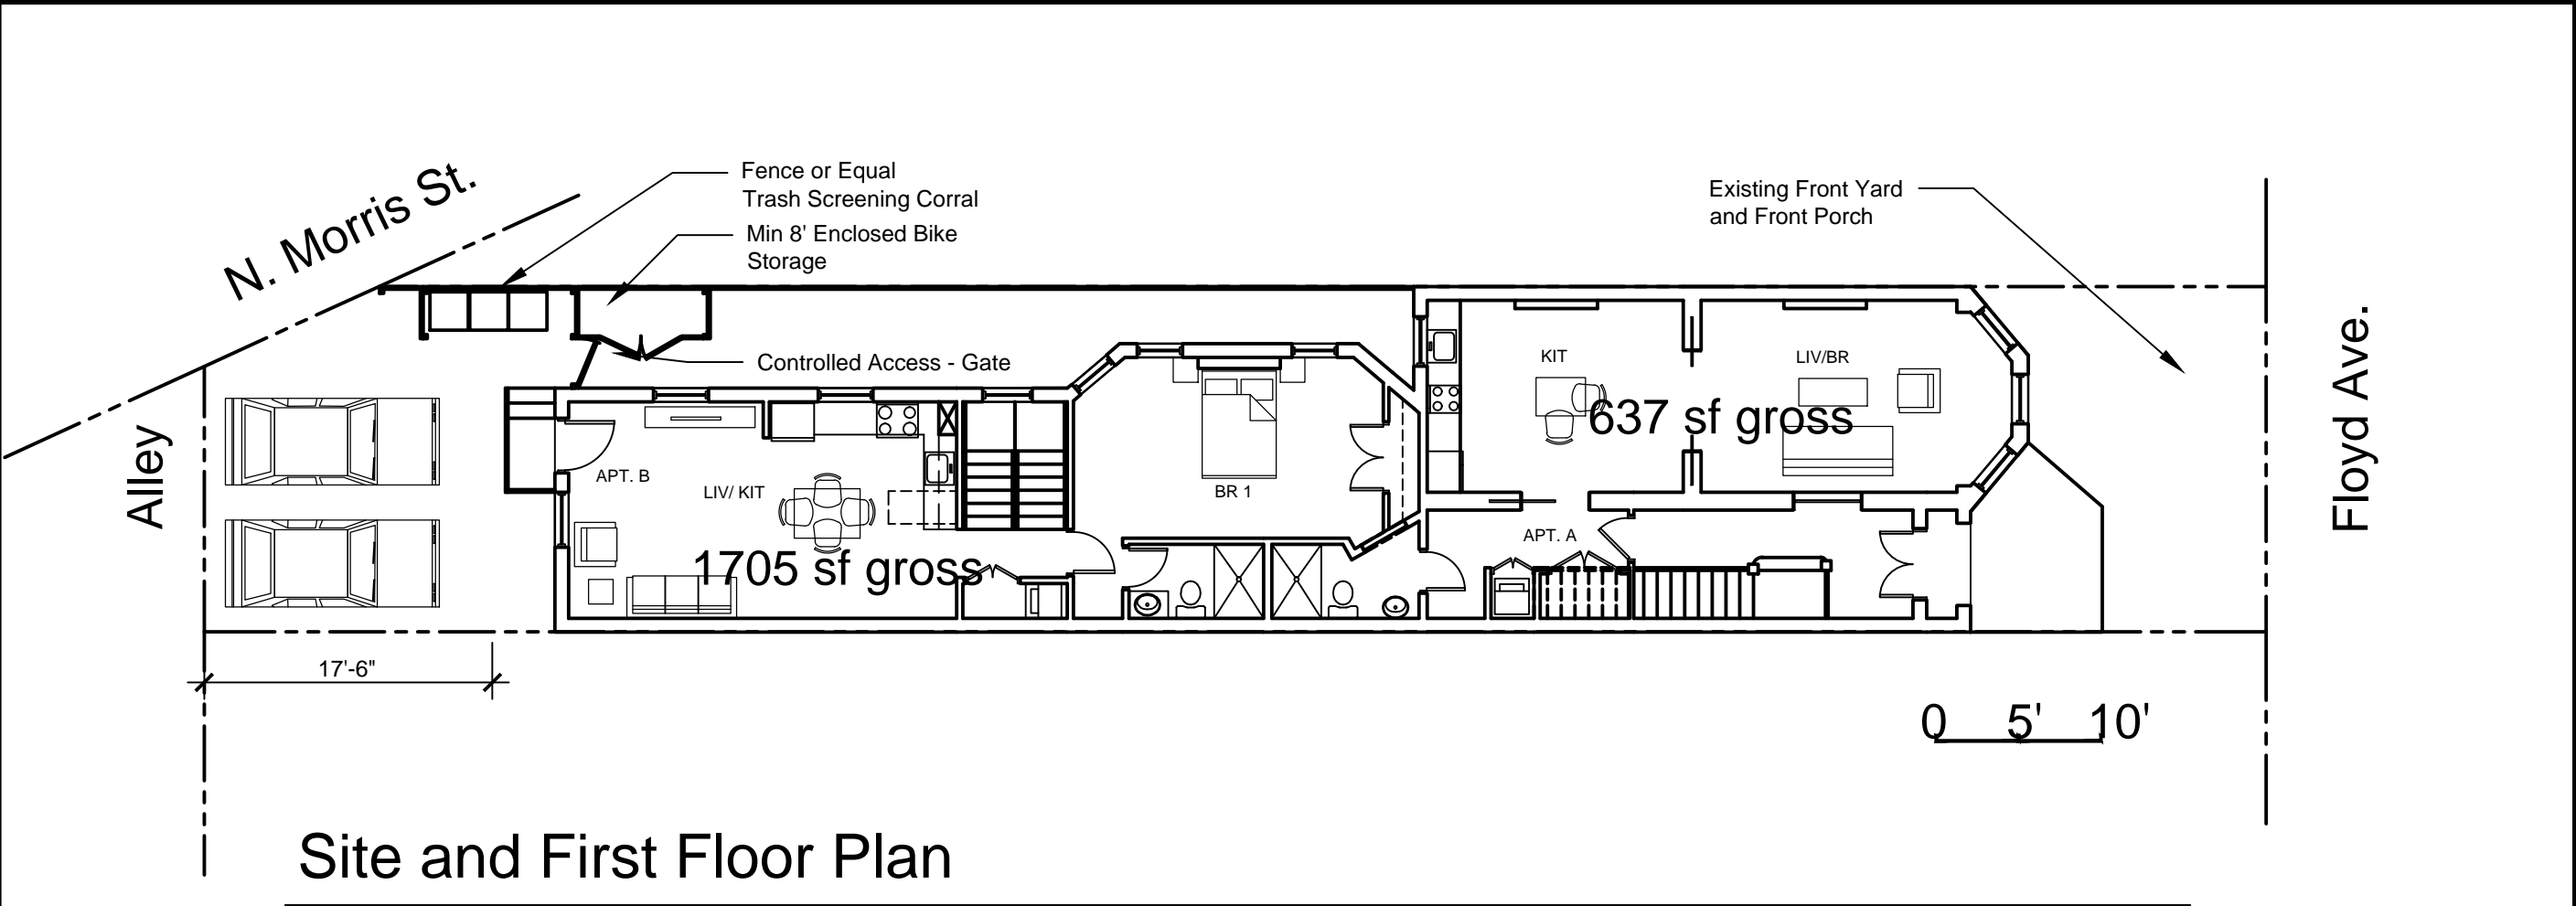 N. Morris St.
Fence or Equal
Trash Screening Corral
Min 8' Enclosed Bike
Storage
Existing Front Yard
and Front Porch
Controlled Access - Gate
Alley
APT. B
LIV/ KIT
1705 sf gross
BR 1
KIT
LIV/BR
637 sf gross
APT. A
Floyd Ave.
17'-6"
0 5' 10'
Site and First Floor Plan